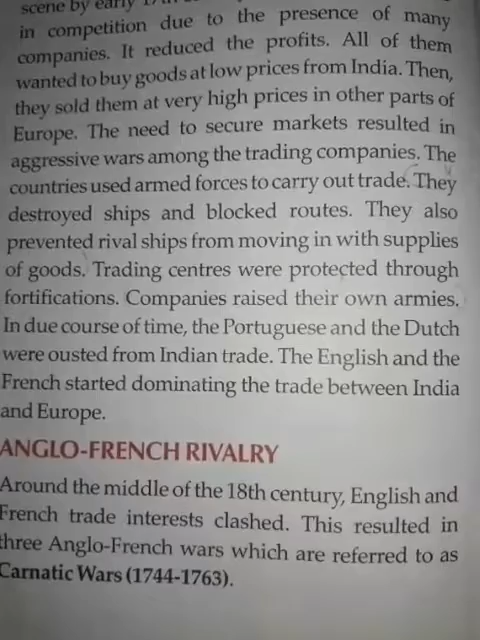 scene by early
in competition due to the presence of many
companies. It reduced the profits. All of them
wanted to buy goods at low prices from India. Then,
they sold them at very high prices in other parts of
Europe. The need to secure markets resulted in
aggressive wars among the trading companies. The
countries used armed forces to carry out trade. They
destroyed ships and blocked routes. They also
prevented rival ships from moving in with supplies
of goods. Trading centres were protected through
fortifications. Companies raised their own armies.
In due course of time, the Portuguese and the Dutch
were ousted from Indian trade. The English and the
French started dominating the trade between India
and Europe.
ANGLO-FRENCH RIVALRY
Around the middle of the 18th century, English and
French trade interests clashed. This resulted in
three Anglo-French wars which are referred to as
Carnatic Wars (1744-1763).